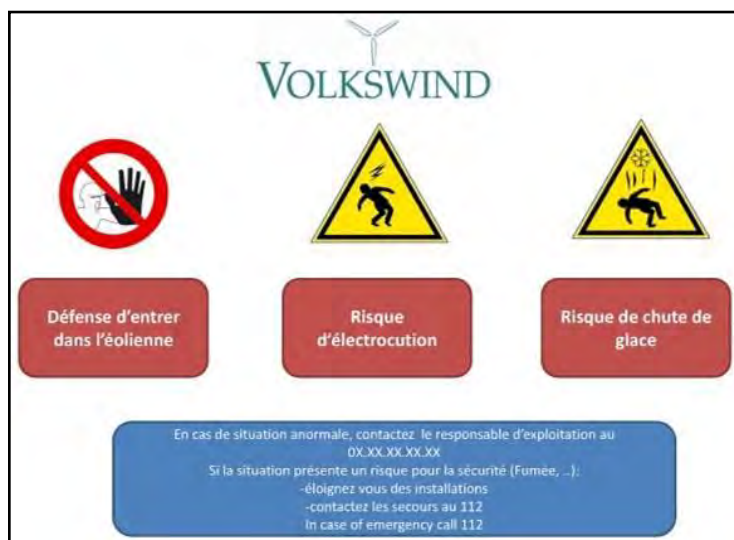 VOLKSWIND
Défense d'entrer
dans l'éolienne
Risque
d'électrocution
Risque de chute de
glace
En cas de situation anormale, contactez le responsable d'exploitation au
0X.XX.XX.XX.XX
Si la situation présente un risque pour la sécurité (Fumée, ..):
-éloignez vous des installations
-contactez les secours au 112
In case of emergency call 112